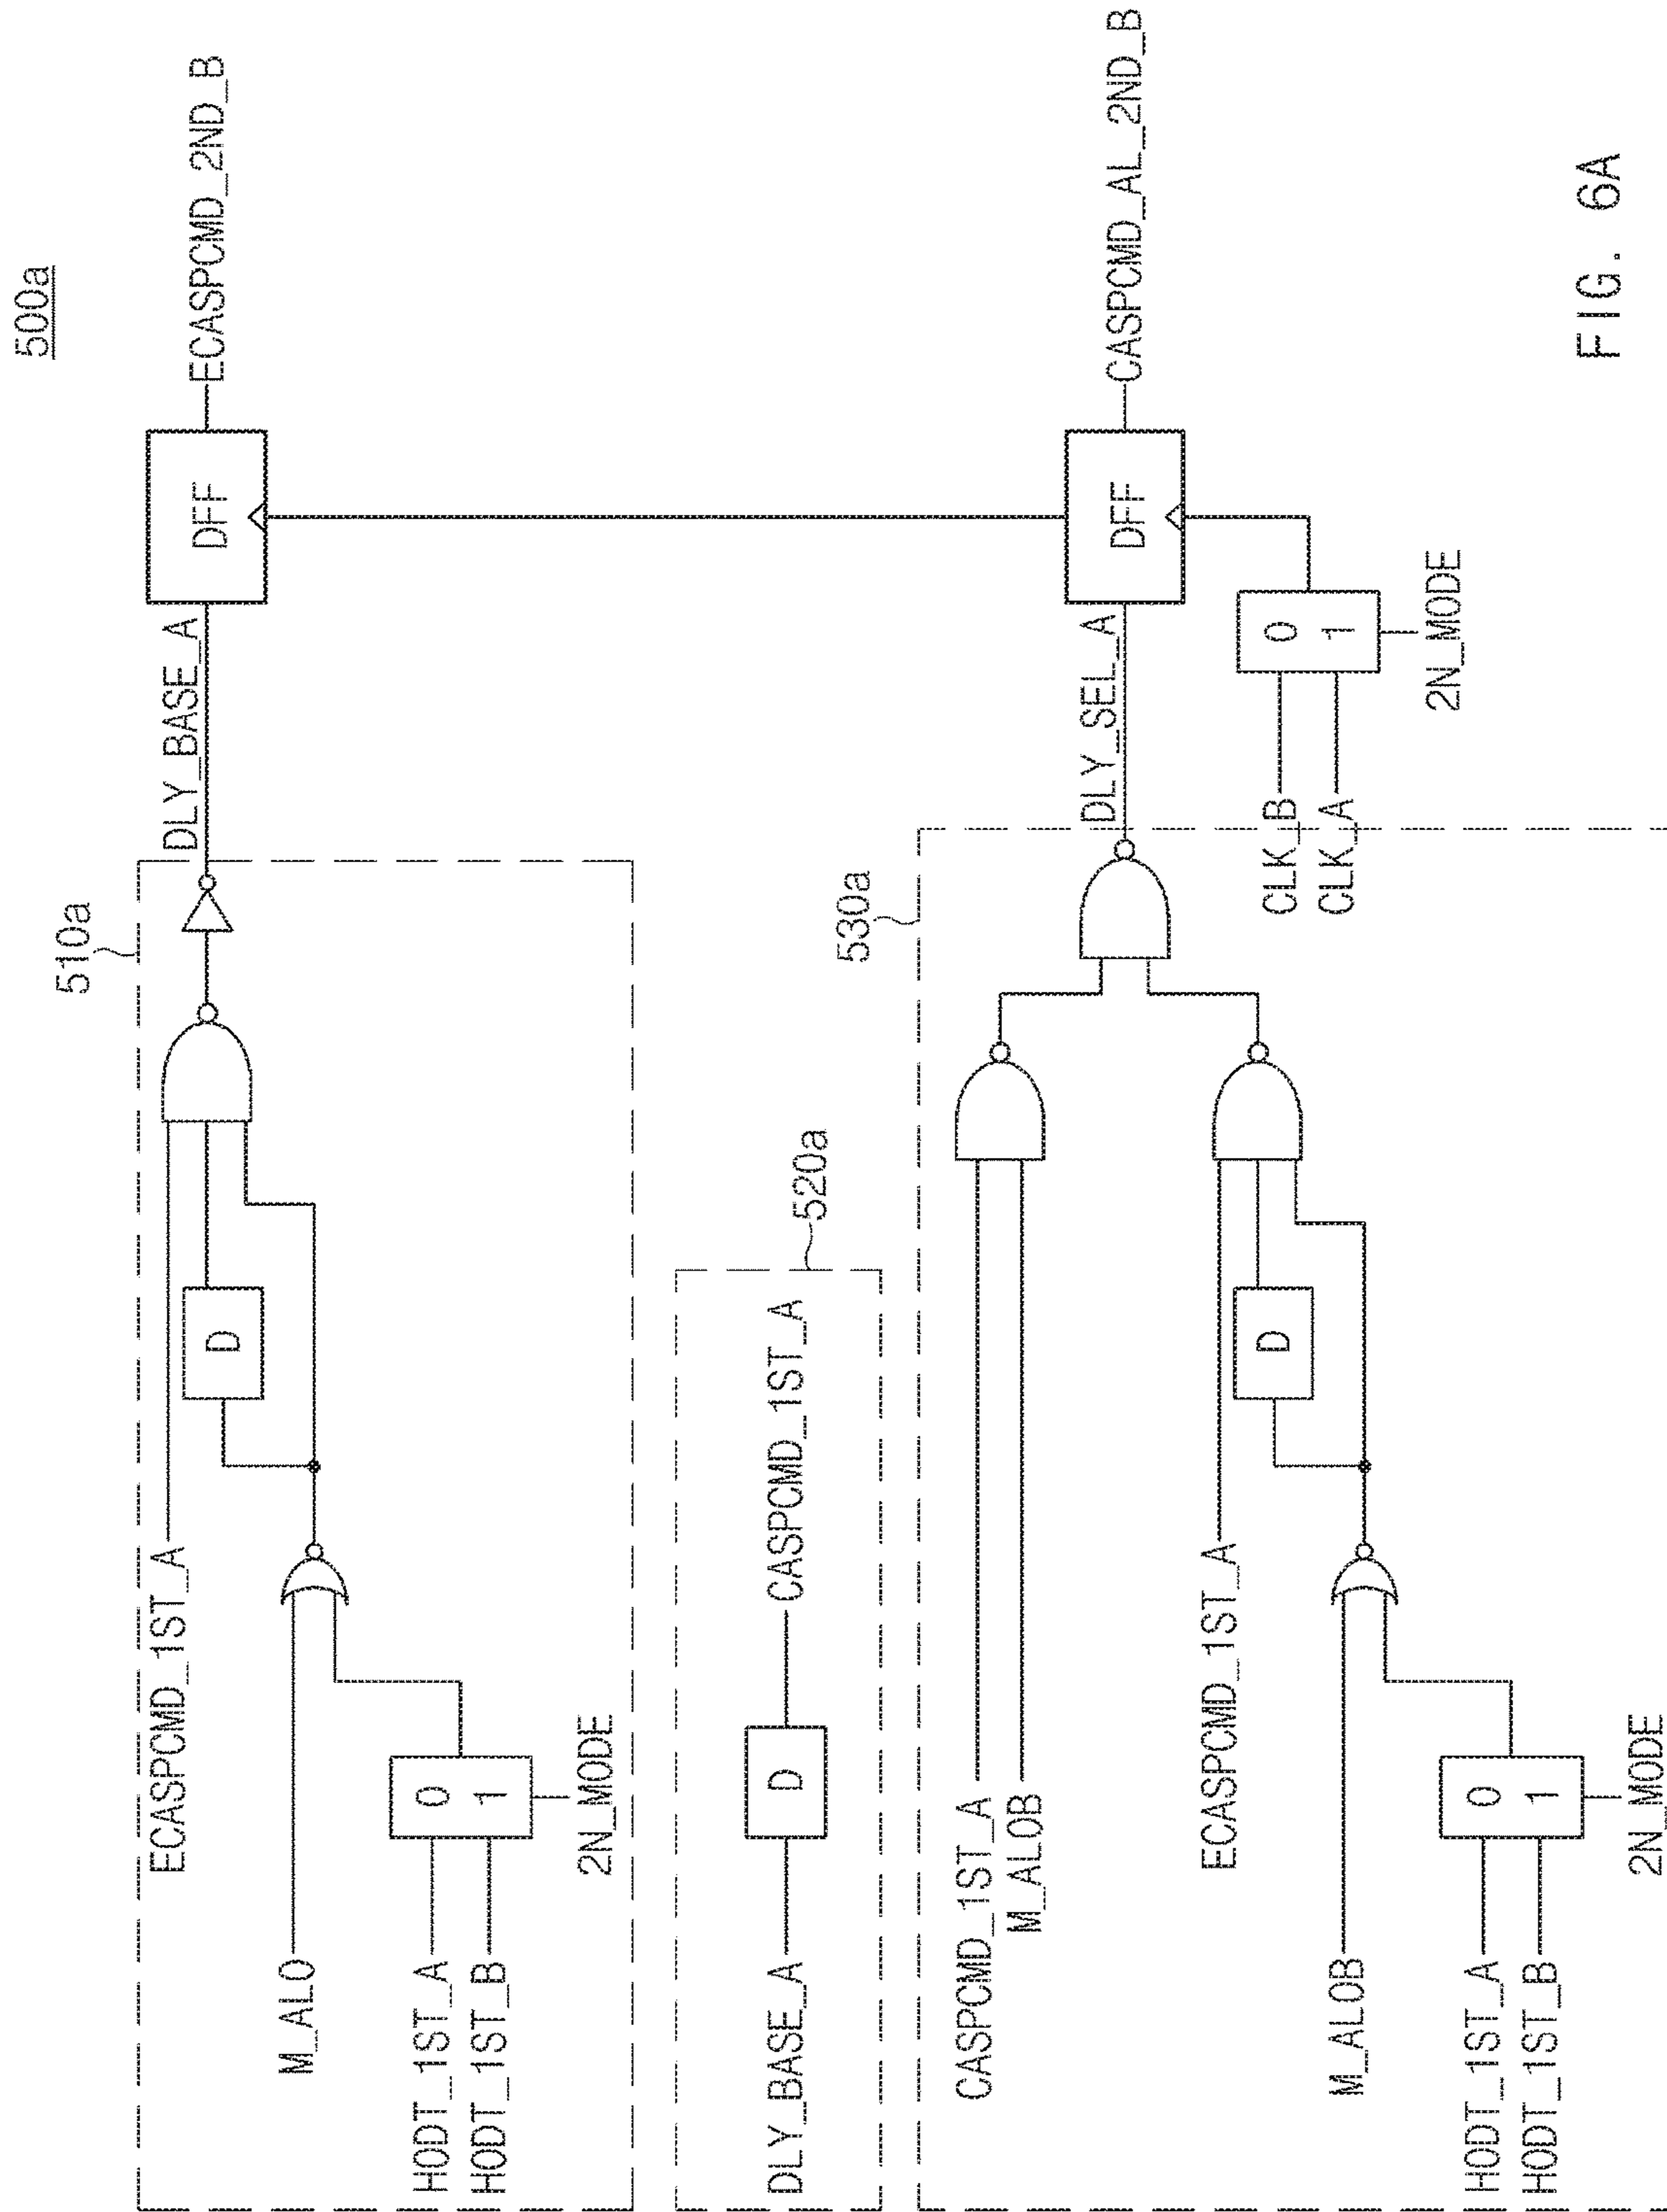 500a
510a
ECASPCMD_1ST_A
D
M_AL0
HODT_1ST_A
HODT_1ST_B
0
1
2N_MODE
DLY_BASE_A
DFF
ECASPCMD_2ND_B
520a
DLY_BASE_A
D
CASPCMD_1ST_A
530a
CASPCMD_1ST_A
M_AL0B
ECASPCMD_1ST_A
D
M_AL0B
HODT_1ST_A
HODT_1ST_B
0
1
2N_MODE
DLY_SEL_A
DFF
CASPCMD_AL_2ND_B
CLK_B
CLK_A
0
1
2N_MODE
FIG. 6A